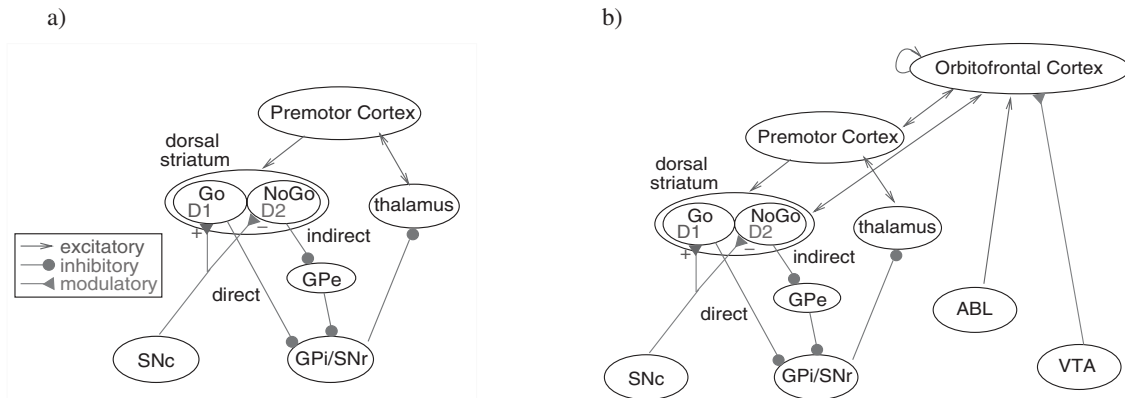 a)
Premotor Cortex
dorsal
striatum
Go
NoGo
D1
D2
+
−
thalamus
indirect
excitatory
inhibitory
modulatory
GPe
direct
SNc
GPi/SNr
b)
Orbitofrontal Cortex
Premotor Cortex
dorsal
striatum
Go
NoGo
D1
D2
+
−
thalamus
indirect
GPe
direct
ABL
SNc
GPi/SNr
VTA